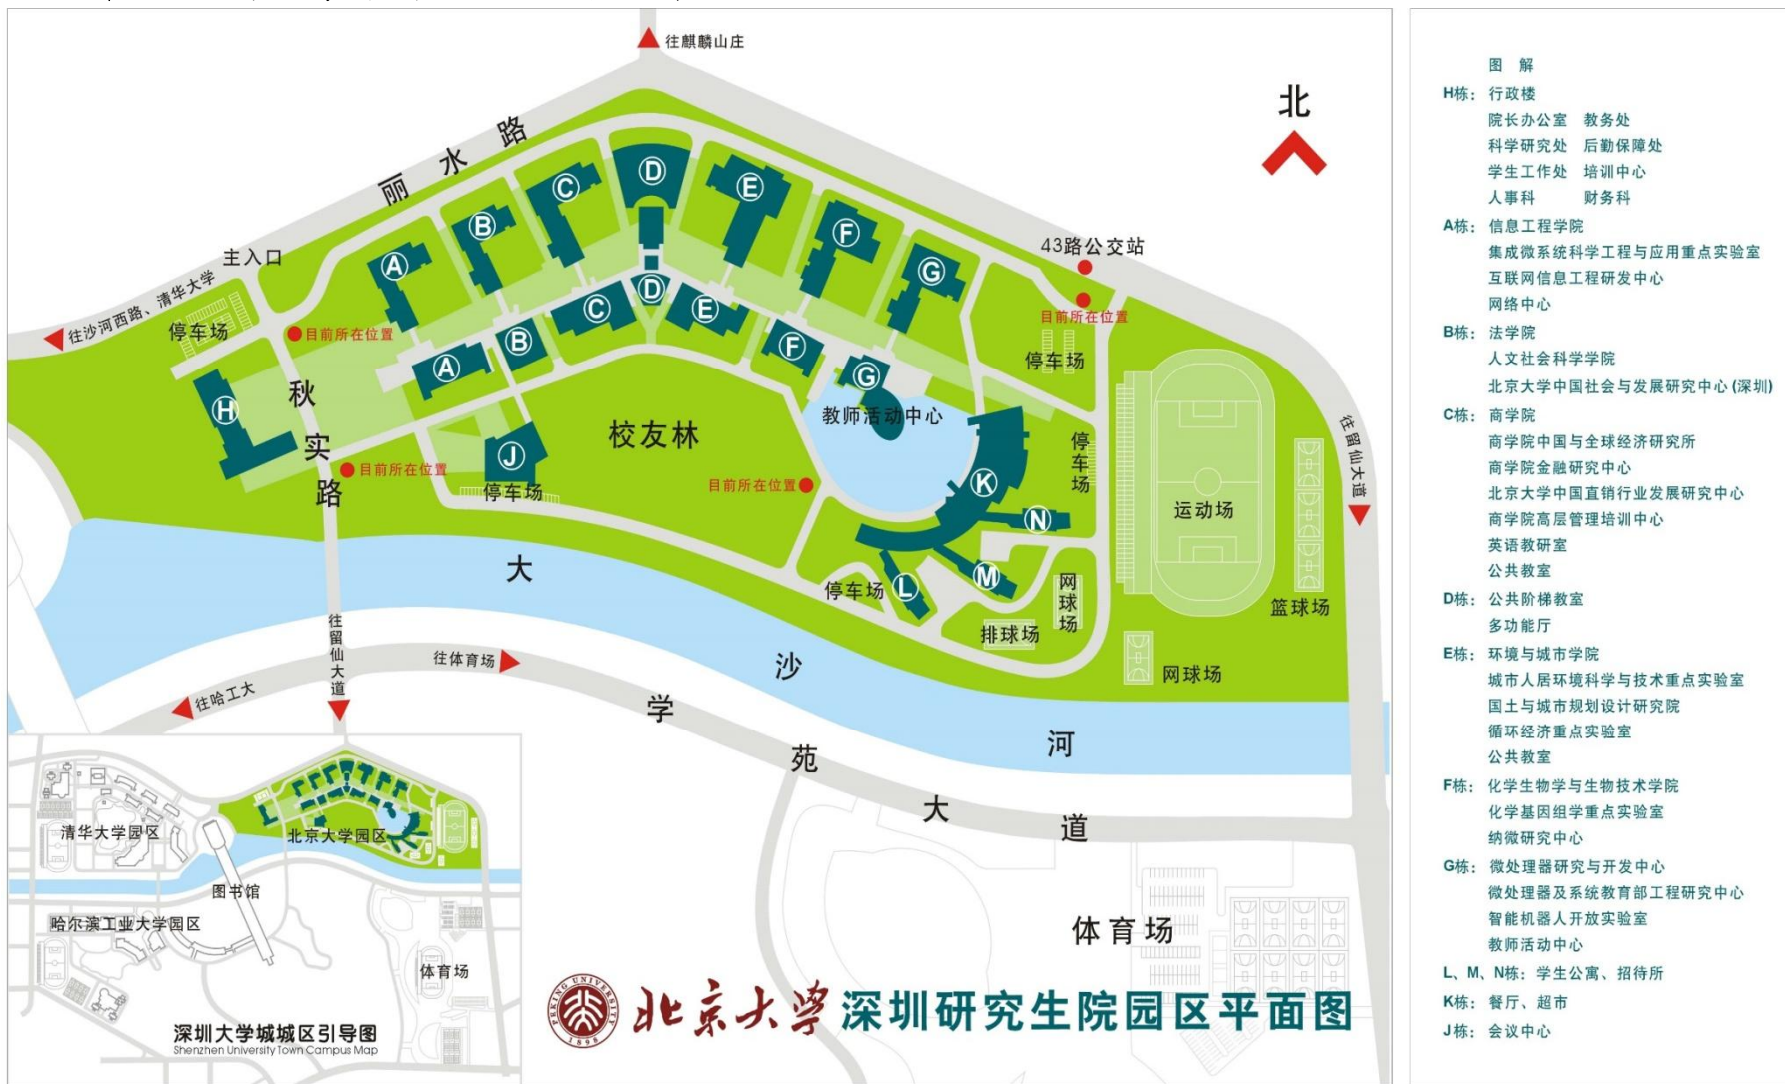 往麒麟山庄
北
丽水路
D
C
E
B
F
A
G
主入口
43路公交站
往沙河西路、清华大学
停车场
目前所在位置
目前所在位置
停车场
D
C
E
B
F
A
G
教师活动中心
H
秋实路
校友林
往留仙大道
停车场
J
目前所在位置
目前所在位置
停车场
K
N
运动场
M
L
停车场
网球场
排球场
篮球场
网球场
大沙河
往留仙大道
往体育场
往哈工大
学苑大道
体育场
清华大学园区
北京大学园区
图书馆
哈尔滨工业大学园区
体育场
深圳大学城城区引导图
Shenzhen University Town Campus Map
PEKING UNIVERSITY
1898
北京大学 深圳研究生院园区平面图
图 解
H栋：行政楼
院长办公室 教务处
科学研究处 后勤保障处
学生工作处 培训中心
人事科 财务科
A栋：信息工程学院
集成微系统科学工程与应用重点实验室
互联网信息工程研发中心
网络中心
B栋：法学院
人文社会科学学院
北京大学中国社会与发展研究中心(深圳)
C栋：商学院
商学院中国与全球经济研究所
商学院金融研究中心
北京大学中国直销行业发展研究中心
商学院高层管理培训中心
英语教研室
公共教室
D栋：公共阶梯教室
多功能厅
E栋：环境与城市学院
城市人居环境科学与技术重点实验室
国土与城市规划设计研究院
循环经济重点实验室
公共教室
F栋：化学生物学与生物技术学院
化学基因组学重点实验室
纳微研究中心
G栋：微处理器研究与开发中心
微处理器及系统教育部工程研究中心
智能机器人开放实验室
教师活动中心
L、M、N栋：学生公寓、招待所
K栋：餐厅、超市
J栋：会议中心